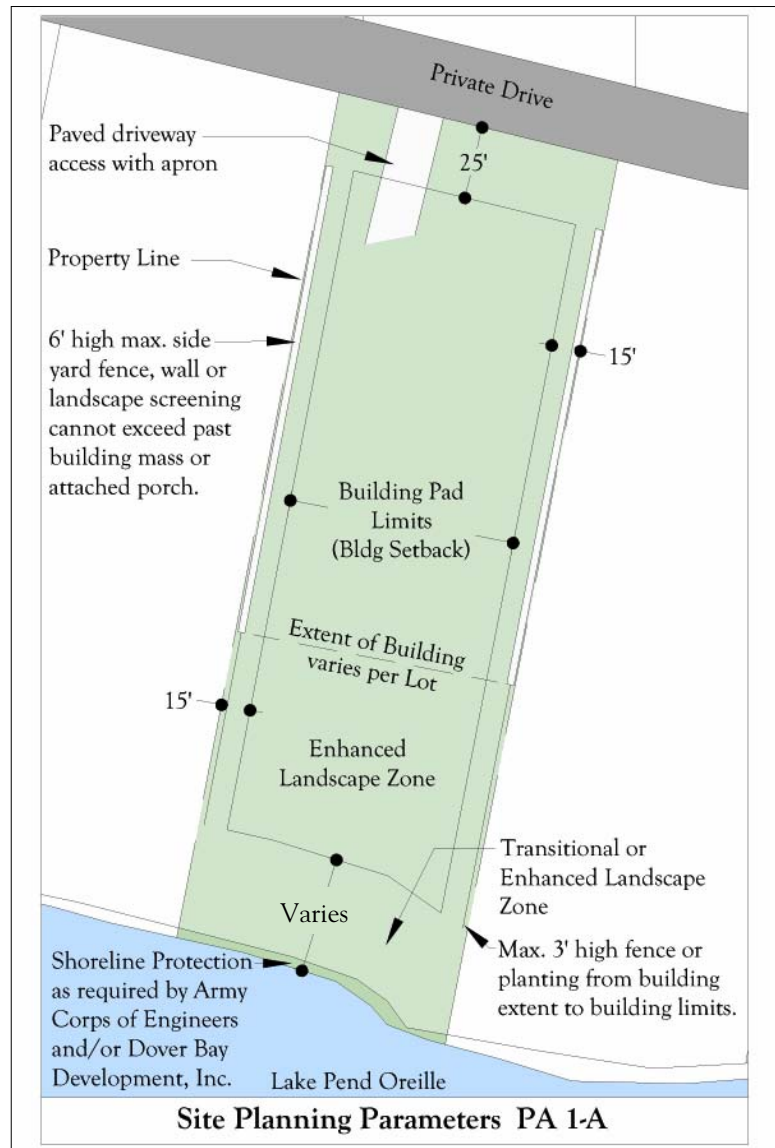 Private Drive
Paved driveway
access with apron
25'
Property Line
6' high max. side
yard fence, wall or
landscape screening
cannot exceed past
building mass or
attached porch.
15'
Building Pad
Limits
(Bldg Setback)
Extent of Building
varies per Lot
15'
Enhanced
Landscape Zone
Transitional or
Enhanced Landscape
Zone
Varies
Max. 3' high fence or
planting from building
extent to building limits.
Shoreline Protection
as required by Army
Corps of Engineers
and/or Dover Bay
Development, Inc.
Lake Pend Oreille
Site Planning Parameters PA 1-A